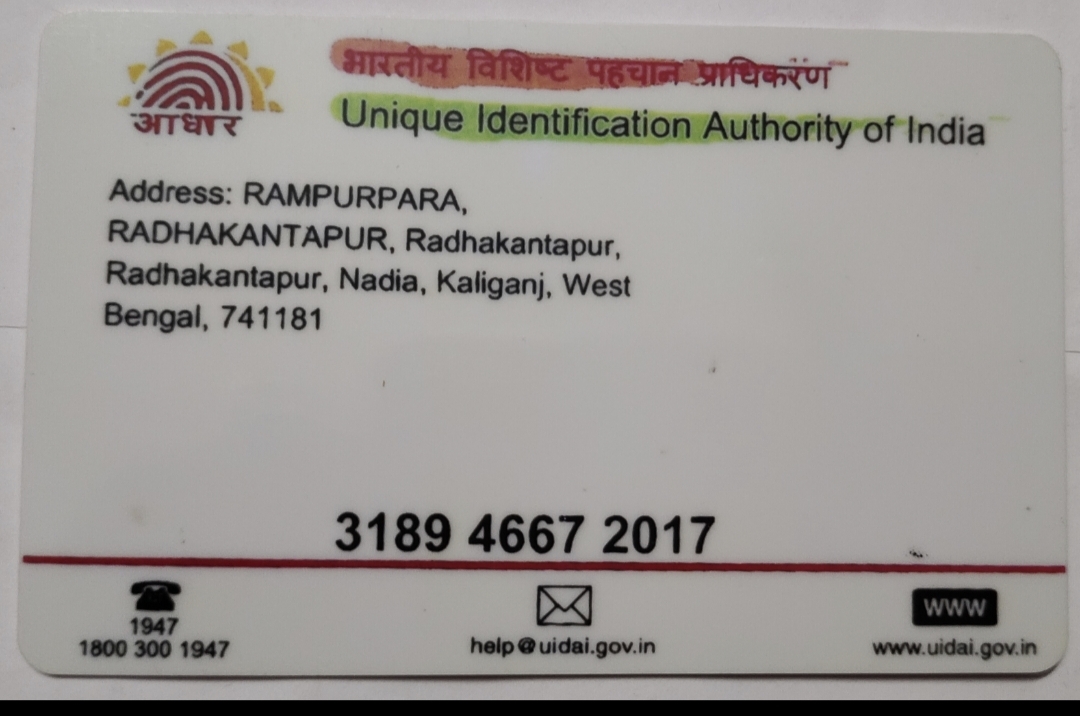 भारतीय विशिष्ट पहचान प्राधिकरण
आधार
Unique Identification Authority of India
Address: RAMPURPARA,
RADHAKANTAPUR, Radhakantapur,
Radhakantapur, Nadia, Kaliganj, West
Bengal, 741181
3189 4667 2017
1947
1800 300 1947
help@uidai.gov.in
WWW
www.uidai.gov.in